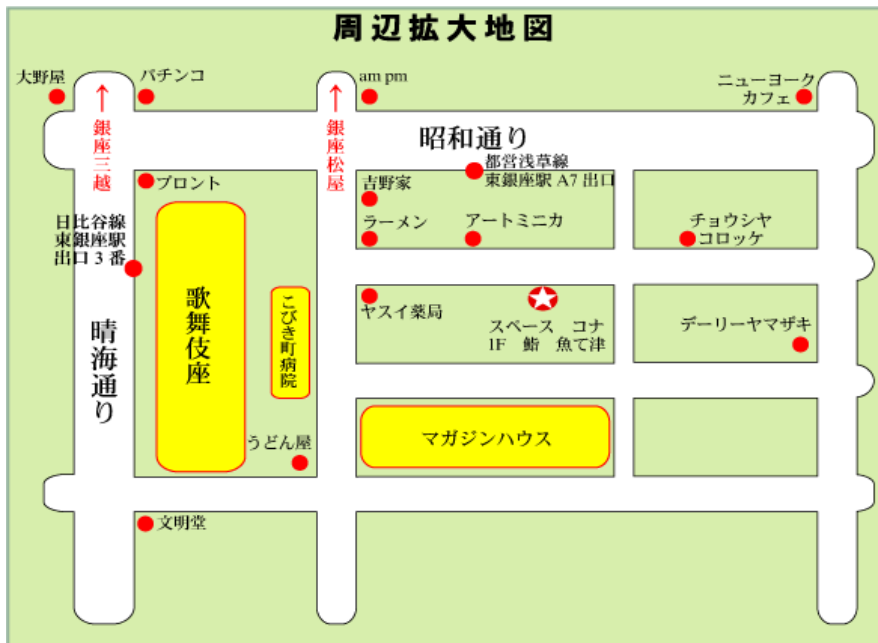 周辺拡大地図
大野屋
パチンコ
am pm
ニューヨーク
カフェ
↑銀座三越
↑銀座松屋
昭和通り
プロント
吉野家
都営浅草線
東銀座駅 A7 出口
日比谷線
東銀座駅
出口 3 番
ラーメン
アートミニカ
チョウシヤ
コロッケ
歌舞伎座
こびき町病院
ヤスイ薬局
スペース コナ
1F 鮨 魚て津
デーリーヤマザキ
晴海通り
うどん屋
マガジンハウス
文明堂